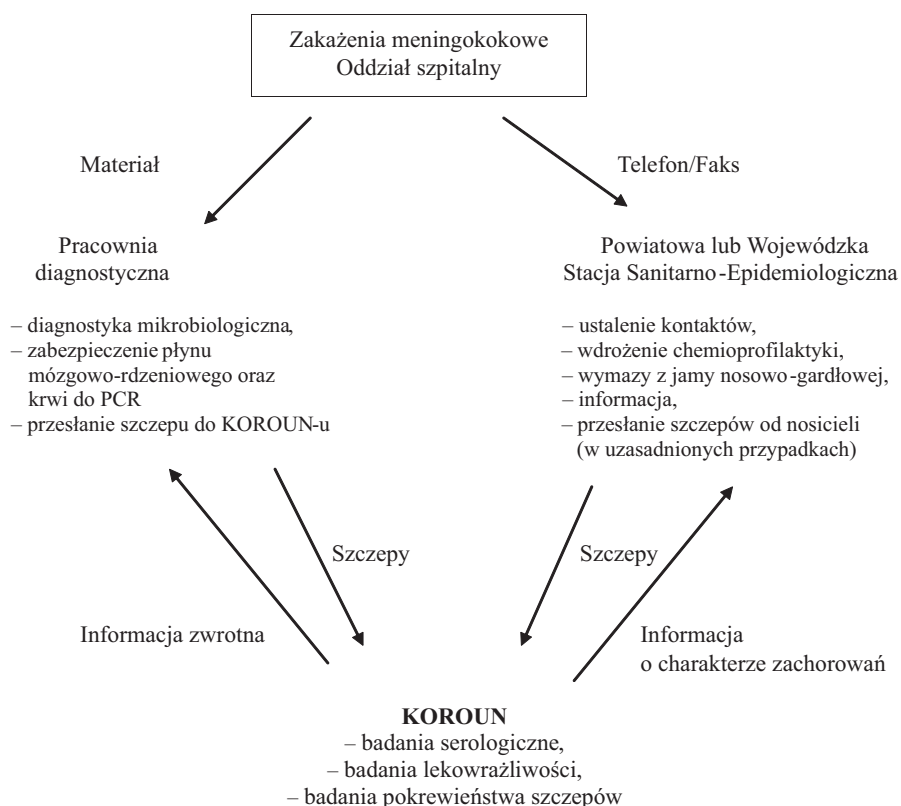 Zakażenia meningokokowe
Oddział szpitalny
Materiał
Telefon/Faks
Pracownia
diagnostyczna
– diagnostyka mikrobiologiczna,
– zabezpieczenie płynu
mózgowo-rdzeniowego oraz
krwi do PCR
– przesłanie szczepu do KOROUN-u
Powiatowa lub Wojewódzka
Stacja Sanitarno-Epidemiologiczna
– ustalenie kontaktów,
– wdrożenie chemioprofilaktyki,
– wymazy z jamy nosowo-gardłowej,
– informacja,
– przesłanie szczepów od nosicieli
(w uzasadnionych przypadkach)
Szczepy
Szczepy
Informacja zwrotna
Informacja
o charakterze zachorowań
KOROUN
– badania serologiczne,
– badania lekowrażliwości,
– badania pokrewieństwa szczepów